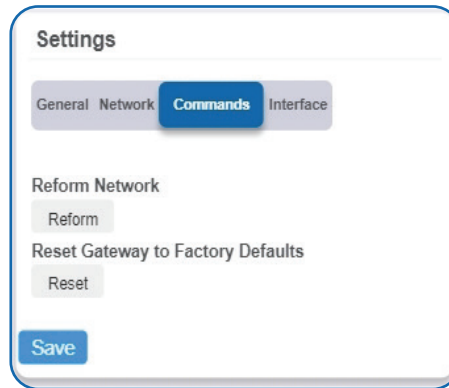 Settings
General Network Commands Interface
Reform Network
Reform
Reset Gateway to Factory Defaults
Reset
Save